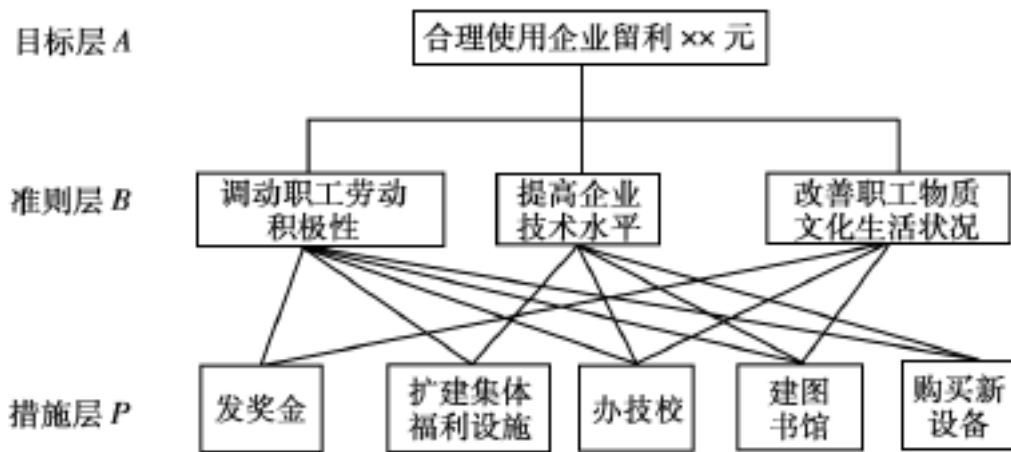 目标层 A
合理使用企业留利 ×× 元
准则层 B
调动职工劳动
积极性
提高企业
技术水平
改善职工物质
文化生活状况
措施层 P
发奖金
扩建集体
福利设施
办技校
建图
书馆
购买新
设备